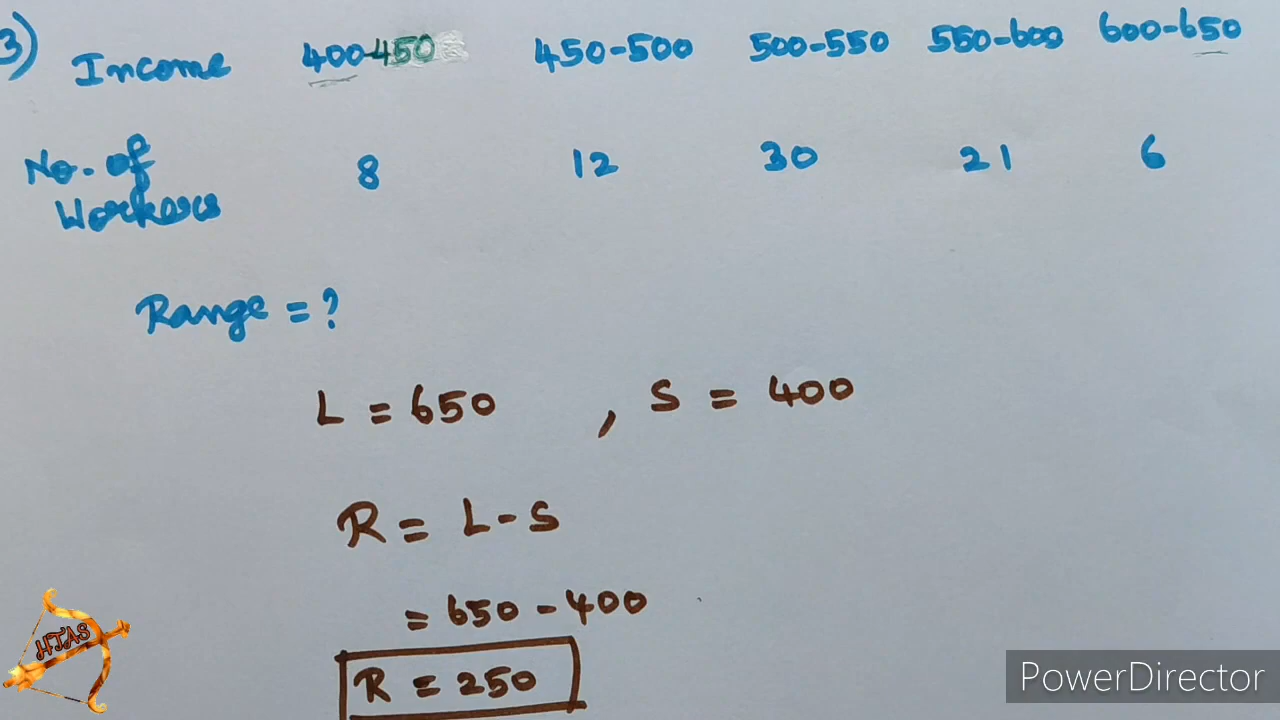 3) Income 400-450 450-500 500-550 550-600 600-650
No. of Workers 8 12 30 21 6
Range = ?
L = 650 , S = 400
R = L - S
= 650 - 400
R = 250
HTAS
PowerDirector